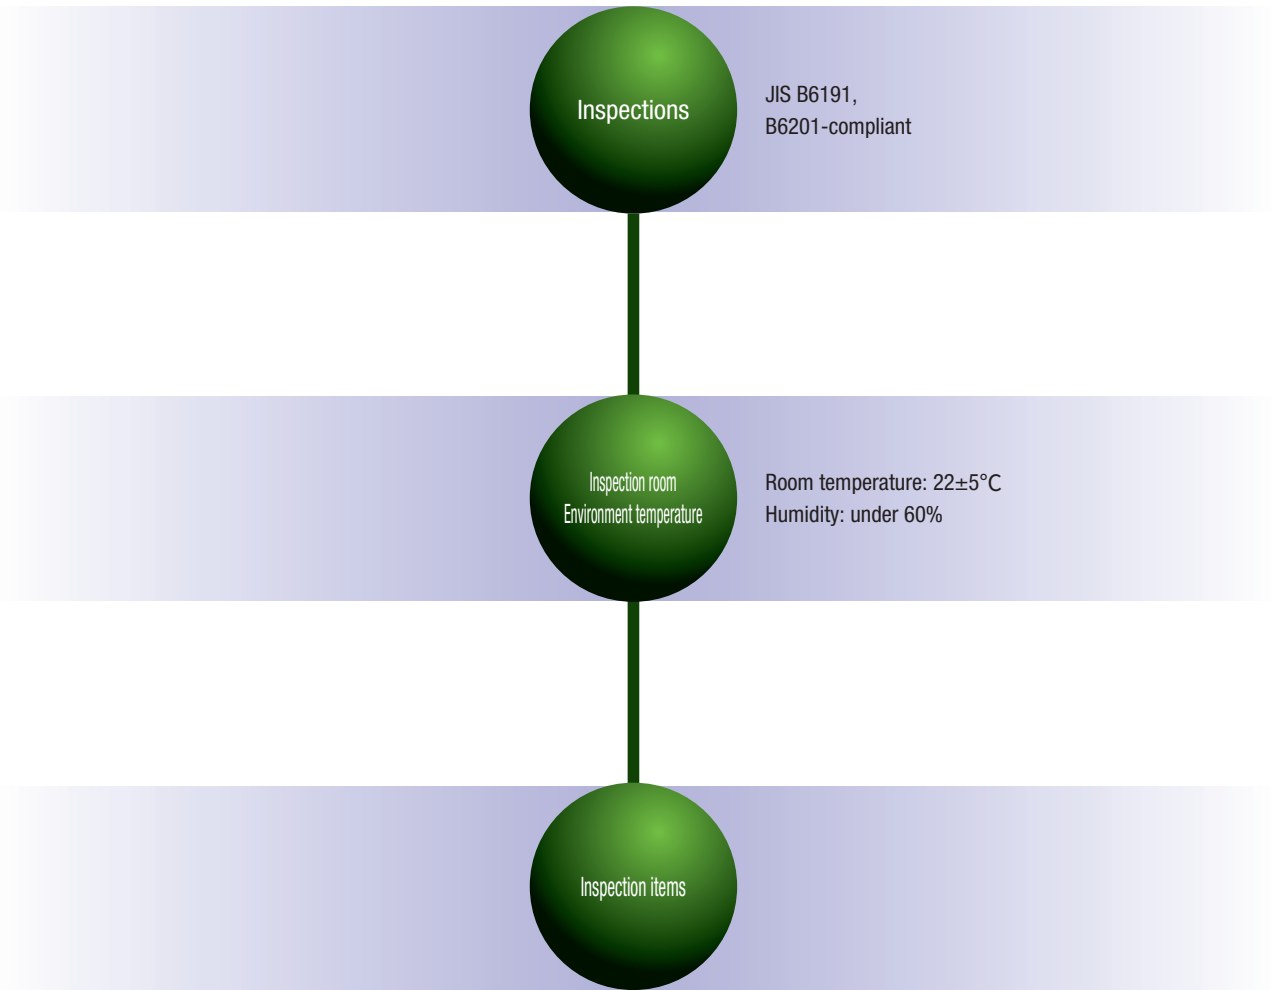 Inspections
JIS B6191,
B6201-compliant
Inspection room
Environment temperature
Room temperature: 22±5°C
Humidity: under 60%
Inspection items